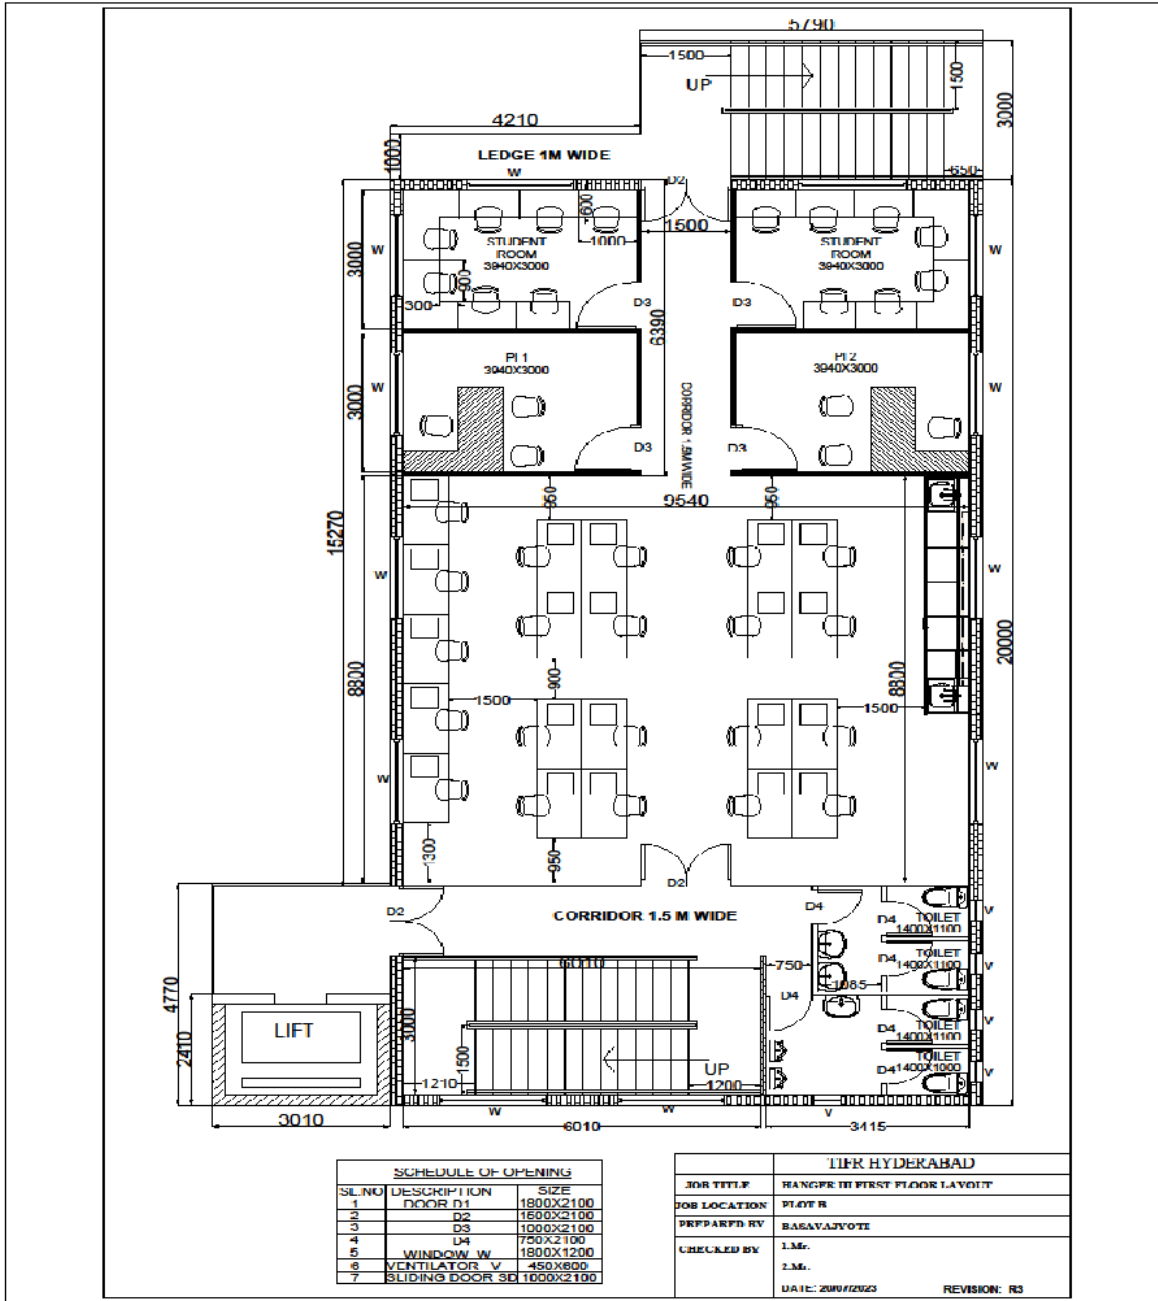 5790
1500
UP
1500
3000
4210
1000
LEDGE 1M WIDE
W
650
D2
600
1500
1000
STUDENT
ROOM
3940X3000
STUDENT
ROOM
3940X3000
W
W
3000
900
300
D3
D3
6390
PI 1
3940X3000
PI 2
3940X3000
W
W
3000
CORRIDOR 1.5M WIDE
D3
D3
950
9540
950
15270
W
W
20000
8800
900
8800
1500
1500
W
W
1300
950
D2
D2
CORRIDOR 1.5 M WIDE
D4
D4
TOILET
1400X1100
V
6010
750
D4
TOILET
1400X1100
V
1085
4770
2410
LIFT
3000
D4
1500
UP
D4
TOILET
1400X1100
V
TOILET
1400X1000
D4
V
1210
1200
W
W
V
3010
6010
3415
SCHEDULE OF OPENING
SL.NO DESCRIPTION SIZE
1 DOOR D1 1800X2100
2 D2 1500X2100
3 D3 1000X2100
4 D4 750X2100
5 WINDOW W 1800X1200
6 VENTILATOR V 450X600
7 SLIDING DOOR SD 1000X2100
TIFR HYDERABAD
JOB TITLE HANGER III FIRST FLOOR LAYOUT
JOB LOCATION PLOT B
PREPARED BY BASAVAJYOTI
CHECKED BY 1.Mr.
2.Mr.
DATE: 20/07/2023 REVISION: R3